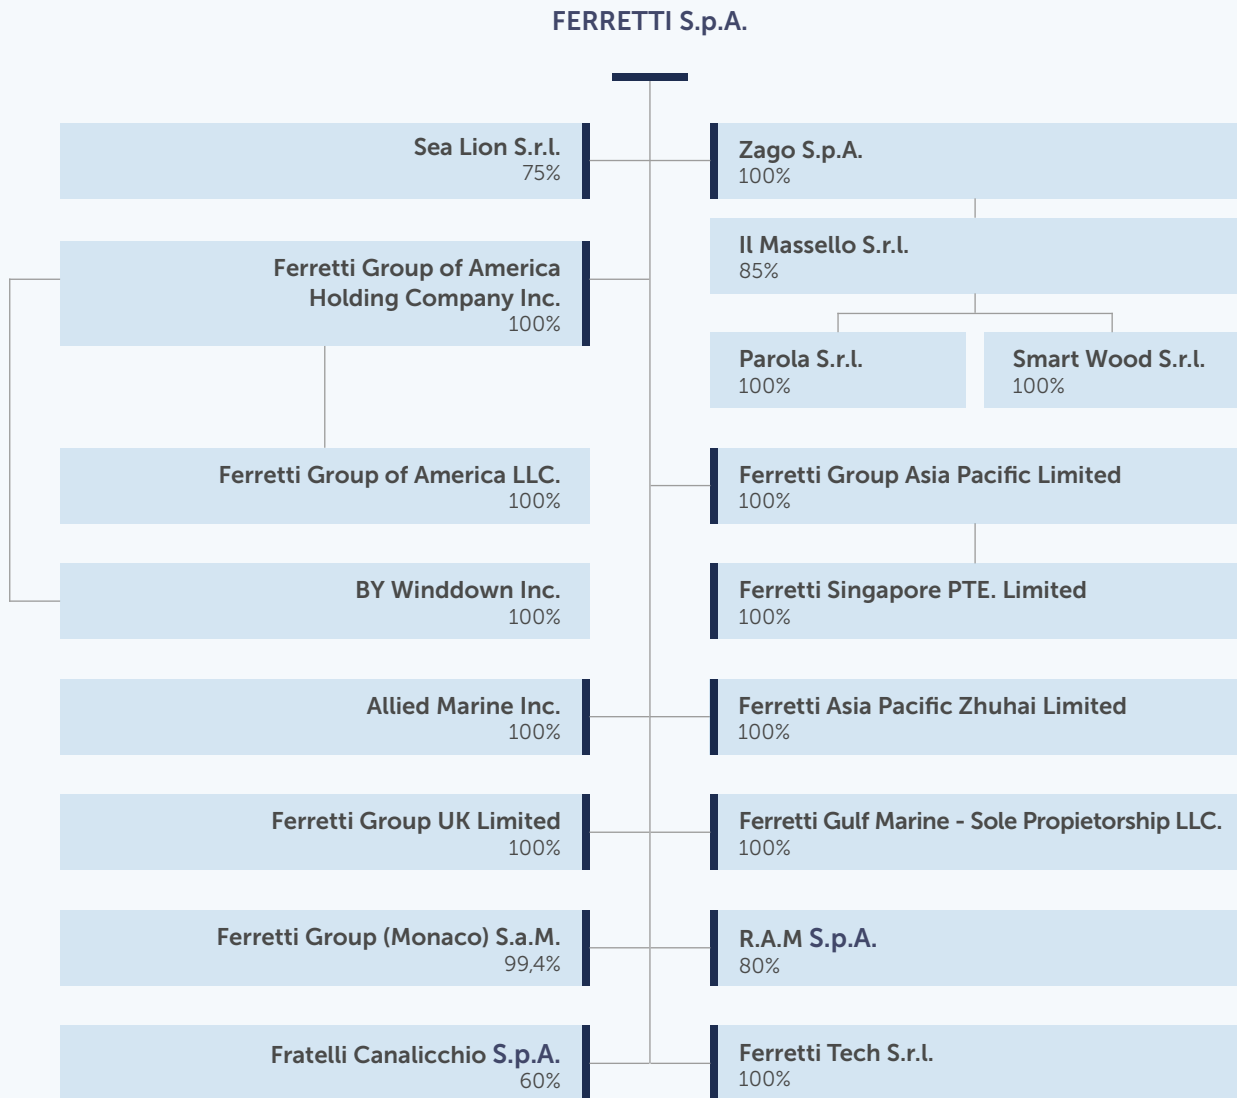 FERRETTI S.p.A.
Sea Lion S.r.l.
75%
Zago S.p.A.
100%
Il Massello S.r.l.
85%
Ferretti Group of America
Holding Company Inc.
100%
Parola S.r.l.
100%
Smart Wood S.r.l.
100%
Ferretti Group of America LLC.
100%
Ferretti Group Asia Pacific Limited
100%
BY Winddown Inc.
100%
Ferretti Singapore PTE. Limited
100%
Allied Marine Inc.
100%
Ferretti Asia Pacific Zhuhai Limited
100%
Ferretti Group UK Limited
100%
Ferretti Gulf Marine - Sole Propietorship LLC.
100%
Ferretti Group (Monaco) S.a.M.
99,4%
R.A.M S.p.A.
80%
Fratelli Canalicchio S.p.A.
60%
Ferretti Tech S.r.l.
100%